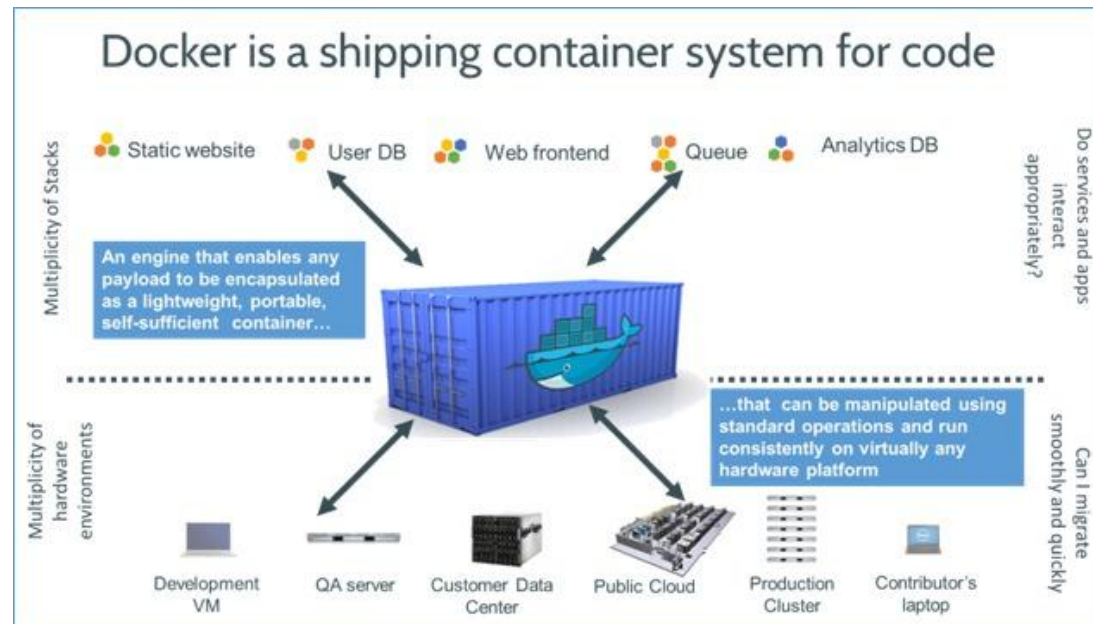 Docker is a shipping container system for code
Static website
User DB
Web frontend
Queue
Analytics DB
Multiplicity of Stacks
Do services and apps
interact
appropriately?
An engine that enables any
payload to be encapsulated
as a lightweight, portable,
self-sufficient container…
…that can be manipulated using
standard operations and run
consistently on virtually any
hardware platform
Multiplicity of
hardware
environments
Can I migrate
smoothly and quickly
Development
VM
QA server
Customer Data
Center
Public Cloud
Production
Cluster
Contributor's
laptop